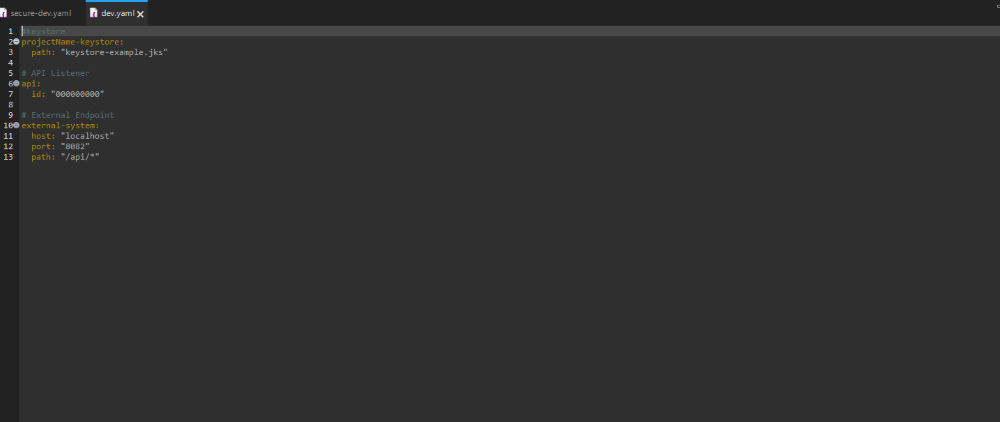 secure-dev.yaml
dev.yaml
1 #keystore
2 projectName-keystore:
3   path: "keystore-example.jks"
4
5 # API Listener
6 api:
7   id: "000000000"
8
9 # External Endpoint
10 external-system:
11   host: "localhost"
12   port: "8082"
13   path: "/api/*"